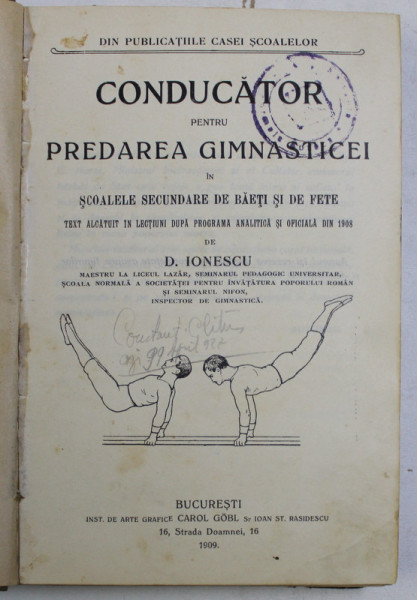 DIN PUBLICAȚIILE CASEI ȘCOALELOR
CONDUCĂTOR
PENTRU
PREDAREA GIMNASTICEI
ÎN
ȘCOALELE SECUNDARE DE BĂEȚI ȘI DE FETE
TEXT ALCĂTUIT IN LECȚIUNI DUPĂ PROGRAMA ANALITICĂ ȘI OFICIALĂ DIN 1908
DE
D. IONESCU
MAESTRU LA LICEUL LAZĂR, SEMINARUL PEDAGOGIC UNIVERSITAR,
ȘCOALA NORMALĂ A SOCIETĂȚEI PENTRU ÎNVĂȚĂTURA POPORULUI ROMÂN
ȘI SEMINARUL NIFON,
INSPECTOR DE GIMNASTICĂ.
BUCUREȘTI
INST. DE ARTE GRAFICE CAROL GÖBL Sr IOAN ST. RASIDESCU
16, Strada Doamnei, 16
1909.